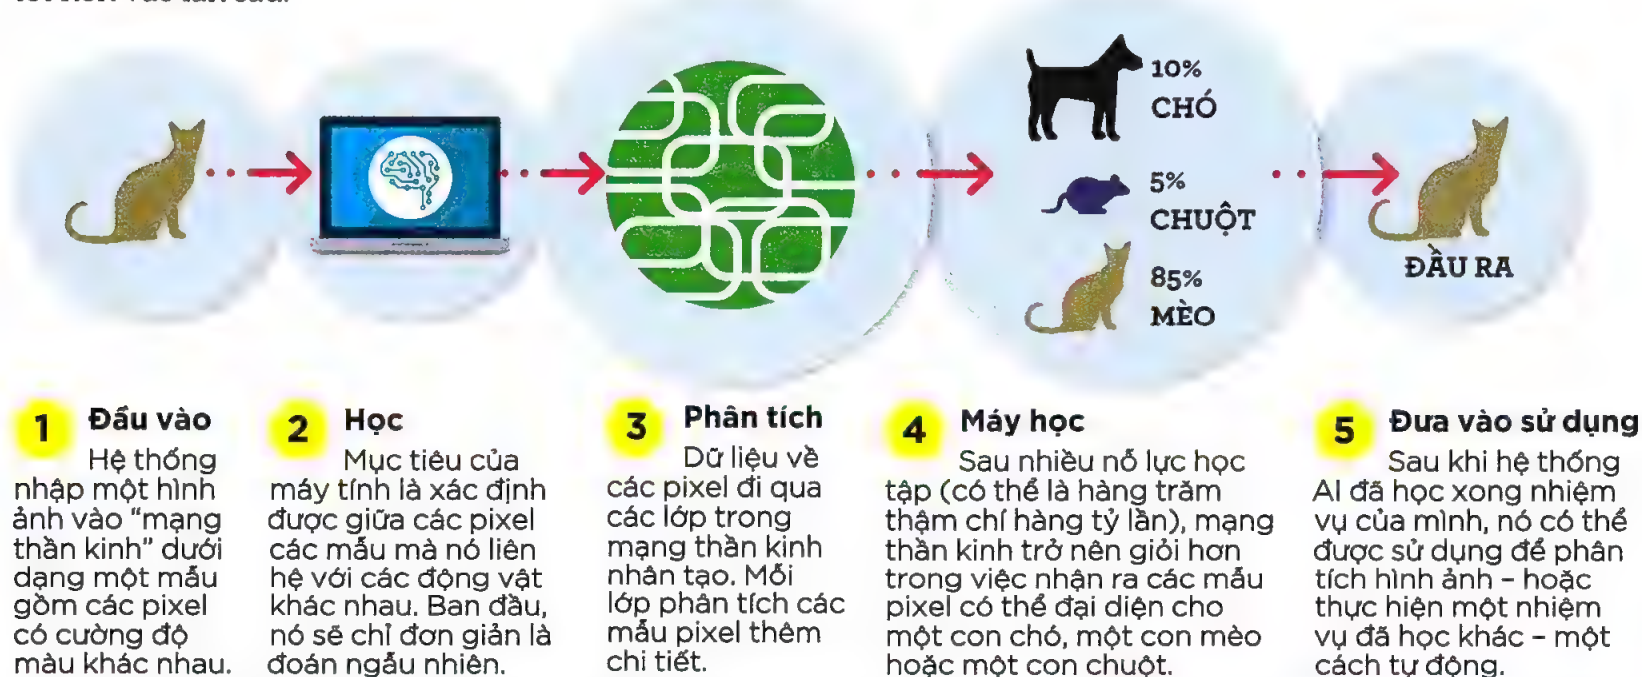 10%
CHÓ
5%
CHUỘT
85%
MÈO
ĐẦU RA
1 Đầu vào
Hệ thống
nhập một hình
ảnh vào “mạng
thần kinh” dưới
dạng một mẫu
gồm các pixel
có cường độ
màu khác nhau.
2 Học
Mục tiêu của
máy tính là xác định
được giữa các pixel
các mẫu mà nó liên
hệ với các động vật
khác nhau. Ban đầu,
nó sẽ chỉ đơn giản là
đoán ngẫu nhiên.
3 Phân tích
Dữ liệu về
các pixel đi qua
các lớp trong
mạng thần kinh
nhân tạo. Mỗi
lớp phân tích các
mẫu pixel thêm
chi tiết.
4 Máy học
Sau nhiều nỗ lực học
tập (có thể là hàng trăm
thậm chí hàng tỷ lần), mạng
thần kinh trở nên giỏi hơn
trong việc nhận ra các mẫu
pixel có thể đại diện cho
một con chó, một con mèo
hoặc một con chuột.
5 Đưa vào sử dụng
Sau khi hệ thống
AI đã học xong nhiệm
vụ của mình, nó có thể
được sử dụng để phân
tích hình ảnh – hoặc
thực hiện một nhiệm
vụ đã học khác – một
cách tự động.